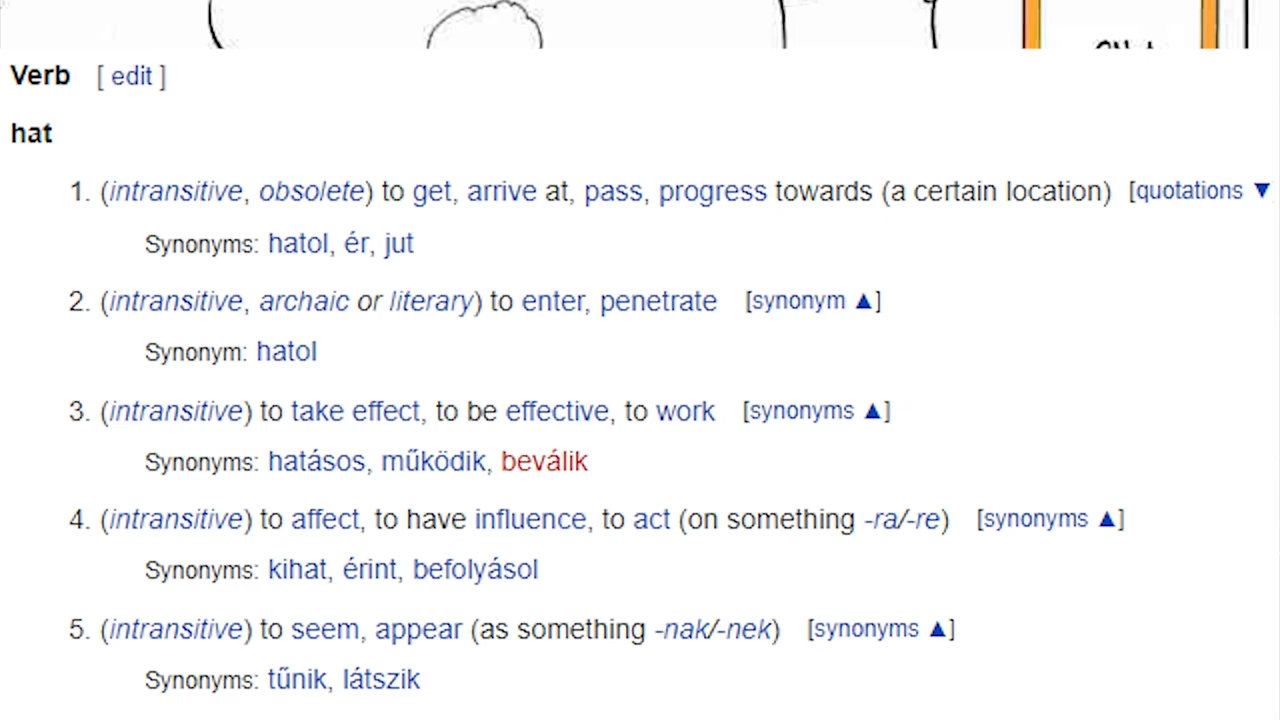 Verb [ edit ]
hat
1. (intransitive, obsolete) to get, arrive at, pass, progress towards (a certain location) [quotations ▼
Synonyms: hatol, ér, jut
2. (intransitive, archaic or literary) to enter, penetrate [synonym ▲]
Synonym: hatol
3. (intransitive) to take effect, to be effective, to work [synonyms ▲]
Synonyms: hatásos, működik, beválik
4. (intransitive) to affect, to have influence, to act (on something -ra/-re) [synonyms ▲]
Synonyms: kihat, érint, befolyásol
5. (intransitive) to seem, appear (as something -nak/-nek) [synonyms ▲]
Synonyms: tűnik, látszik